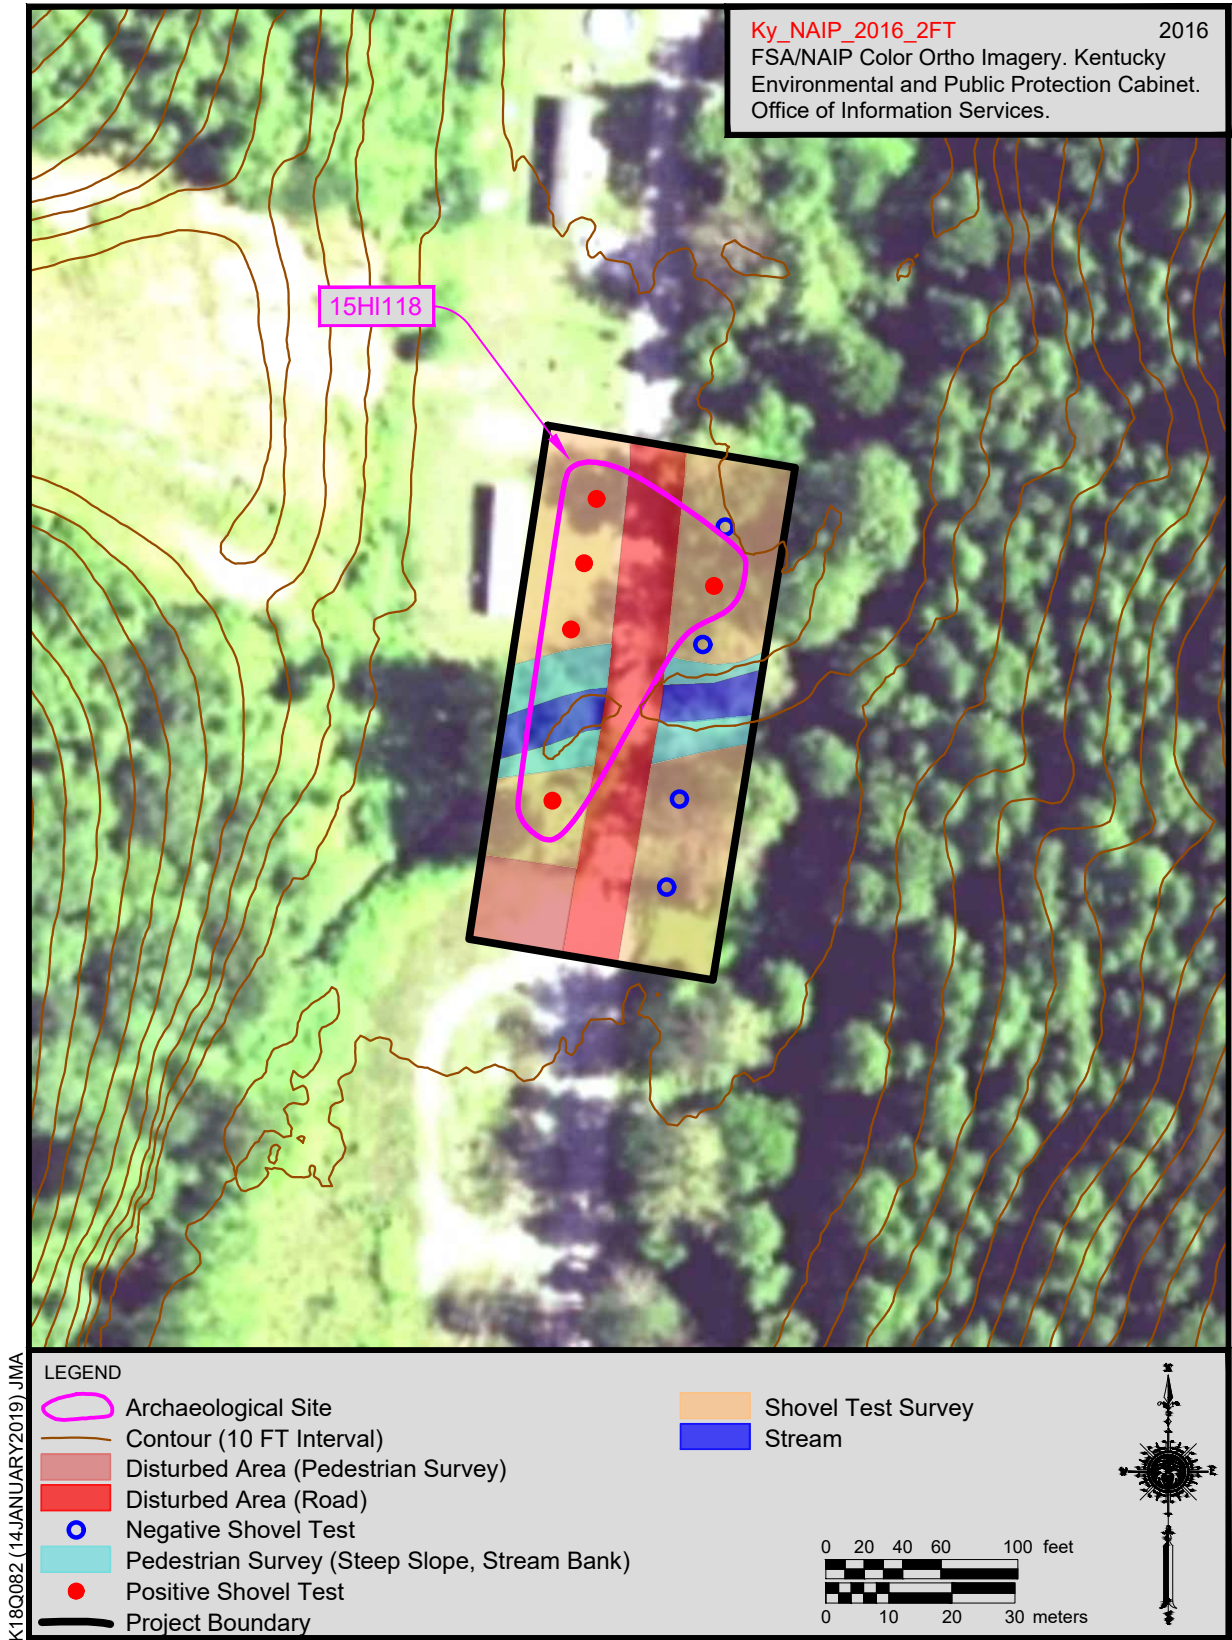 Ky_NAIP_2016_2FT 2016
FSA/NAIP Color Ortho Imagery. Kentucky
Environmental and Public Protection Cabinet.
Office of Information Services.
15HI118
K18Q082 (14JANUARY2019) JMA
LEGEND
Archaeological Site
Contour (10 FT Interval)
Disturbed Area (Pedestrian Survey)
Disturbed Area (Road)
Negative Shovel Test
Pedestrian Survey (Steep Slope, Stream Bank)
Positive Shovel Test
Project Boundary
Shovel Test Survey
Stream
0 20 40 60 100 feet
0 10 20 30 meters